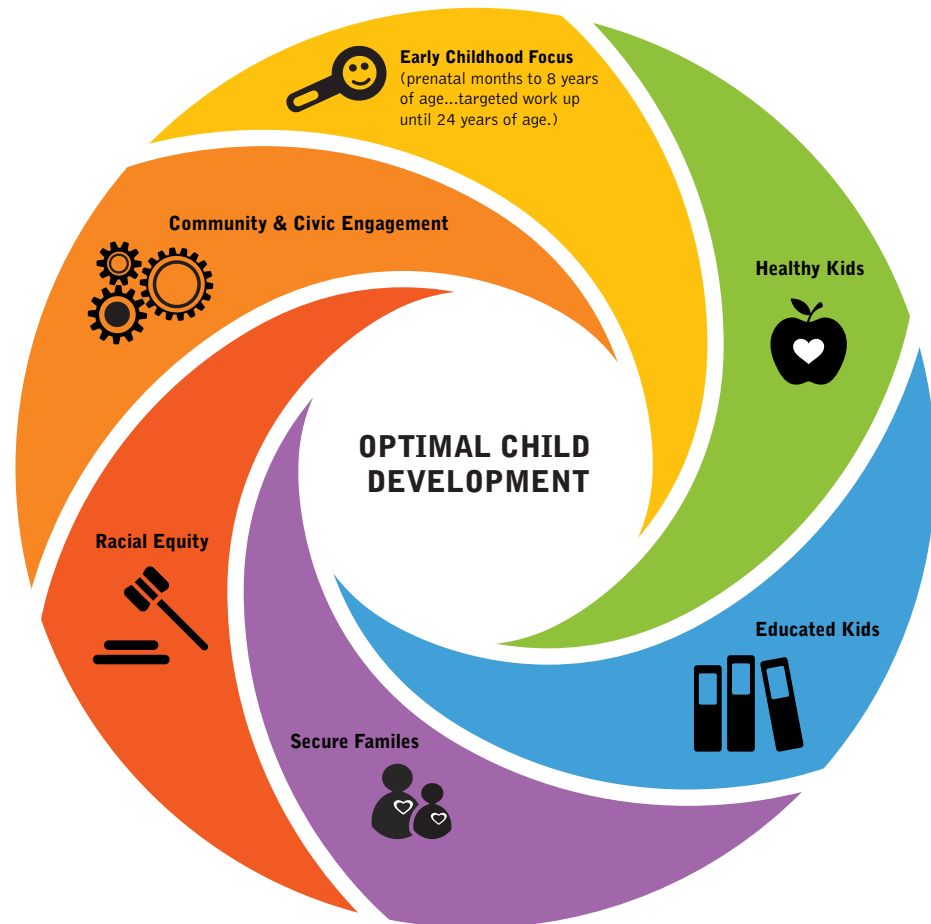 Early Childhood Focus
(prenatal months to 8 years
of age...targeted work up
until 24 years of age.)
Community & Civic Engagement
Healthy Kids
OPTIMAL CHILD
DEVELOPMENT
Racial Equity
Educated Kids
Secure Familes